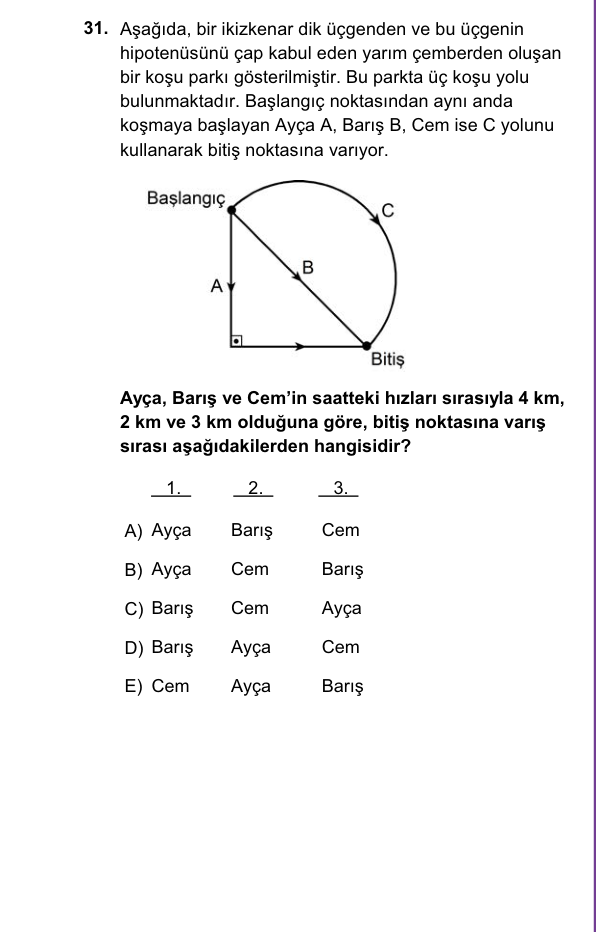 31. Aşağıda, bir ikizkenar dik üçgenden ve bu üçgenin
hipotenüsünü çap kabul eden yarım çemberden oluşan
bir koşu parkı gösterilmiştir. Bu parkta üç koşu yolu
bulunmaktadır. Başlangıç noktasından aynı anda
koşmaya başlayan Ayça A, Barış B, Cem ise C yolunu
kullanarak bitiş noktasına varıyor.
Başlangıç
C
B
A
Bitiş
Ayça, Barış ve Cem’in saatteki hızları sırasıyla 4 km,
2 km ve 3 km olduğuna göre, bitiş noktasına varış
sırası aşağıdakilerden hangisidir?
1. 2. 3.
A) Ayça Barış Cem
B) Ayça Cem Barış
C) Barış Cem Ayça
D) Barış Ayça Cem
E) Cem Ayça Barış